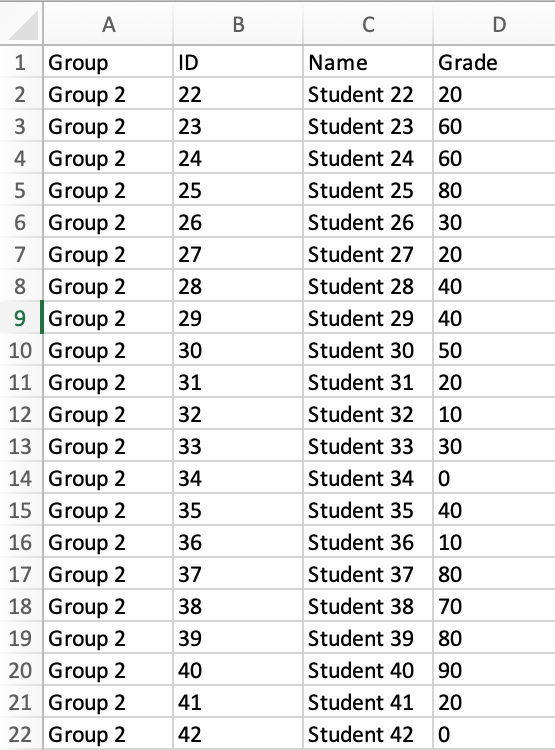 A B C D
1 Group ID Name Grade
2 Group 2 22 Student 22 20
3 Group 2 23 Student 23 60
4 Group 2 24 Student 24 60
5 Group 2 25 Student 25 80
6 Group 2 26 Student 26 30
7 Group 2 27 Student 27 20
8 Group 2 28 Student 28 40
9 Group 2 29 Student 29 40
10 Group 2 30 Student 30 50
11 Group 2 31 Student 31 20
12 Group 2 32 Student 32 10
13 Group 2 33 Student 33 30
14 Group 2 34 Student 34 0
15 Group 2 35 Student 35 40
16 Group 2 36 Student 36 10
17 Group 2 37 Student 37 80
18 Group 2 38 Student 38 70
19 Group 2 39 Student 39 80
20 Group 2 40 Student 40 90
21 Group 2 41 Student 41 20
22 Group 2 42 Student 42 0